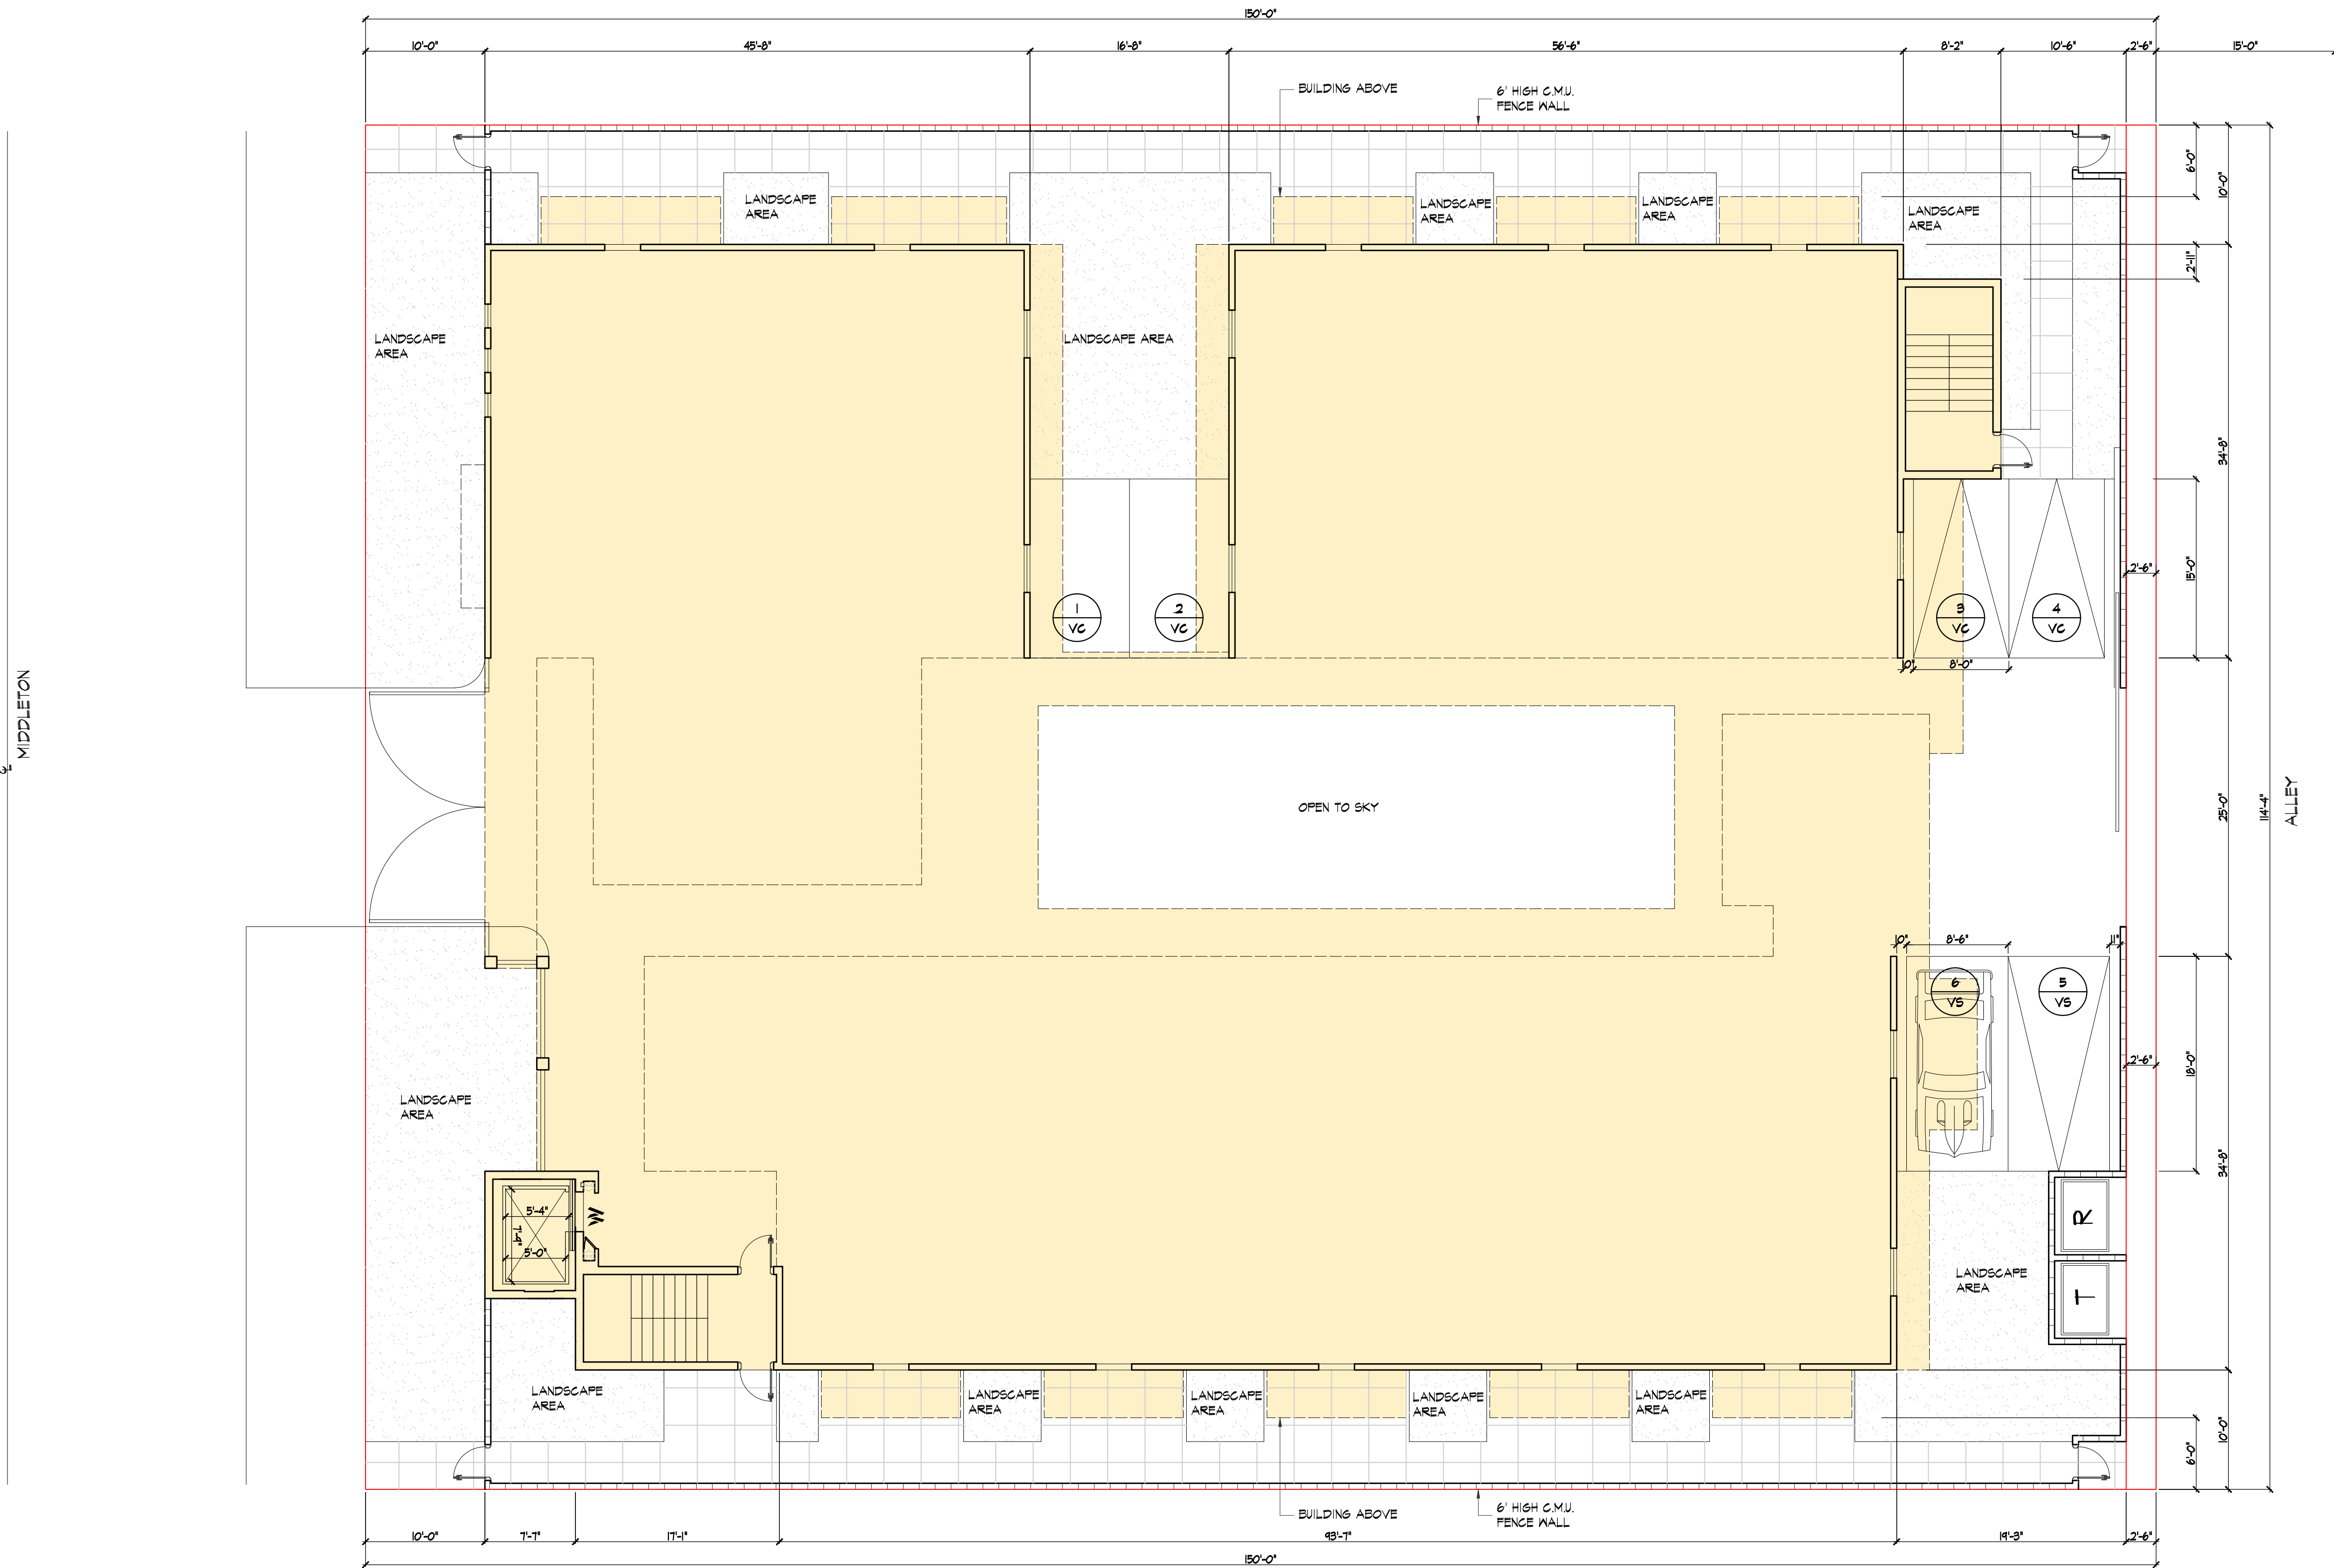 150'-0"
10'-0"
45'-8"
16'-8"
56'-6"
8'-2"
10'-6"
2'-6"
15'-0"
BUILDING ABOVE
6' HIGH C.M.U.
FENCE WALL
6'-0"
10'-0"
2'-11"
34'-8"
15'-0"
2'-6"
LANDSCAPE
AREA
LANDSCAPE
AREA
LANDSCAPE
AREA
LANDSCAPE
AREA
LANDSCAPE
AREA
LANDSCAPE AREA
1
VC
2
VC
3
VC
4
VC
10"
8'-0"
MIDDLETON
OPEN TO SKY
25'-0"
114'-4"
ALLEY
10"
8'-6"
11"
6
VS
5
VS
2'-6"
18'-0"
34'-8"
LANDSCAPE
AREA
5'-4"
7'-9"
5'-0"
R
T
LANDSCAPE
AREA
LANDSCAPE
AREA
LANDSCAPE
AREA
LANDSCAPE
AREA
LANDSCAPE
AREA
LANDSCAPE
AREA
6'-0"
10'-0"
BUILDING ABOVE
6' HIGH C.M.U.
FENCE WALL
10'-0"
7'-7"
17'-1"
93'-7"
19'-3"
2'-6"
150'-0"